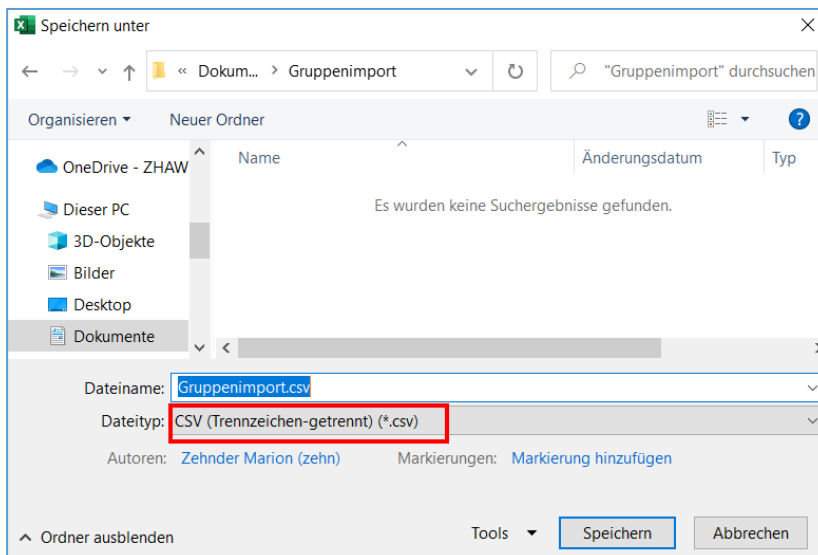 Speichern unter
« Dokum... > Gruppenimport "Gruppenimport" durchsuchen
Organisieren Neuer Ordner ?
Name Änderungsdatum Typ
OneDrive - ZHAW
Es wurden keine Suchergebnisse gefunden.
Dieser PC
3D-Objekte
Bilder
Desktop
Dokumente
Dateiname: Gruppenimport.csv
Dateityp: CSV (Trennzeichen-getrennt) (*.csv)
Autoren: Zehnder Marion (zehn) Markierungen: Markierung hinzufügen
Ordner ausblenden Tools Speichern Abbrechen